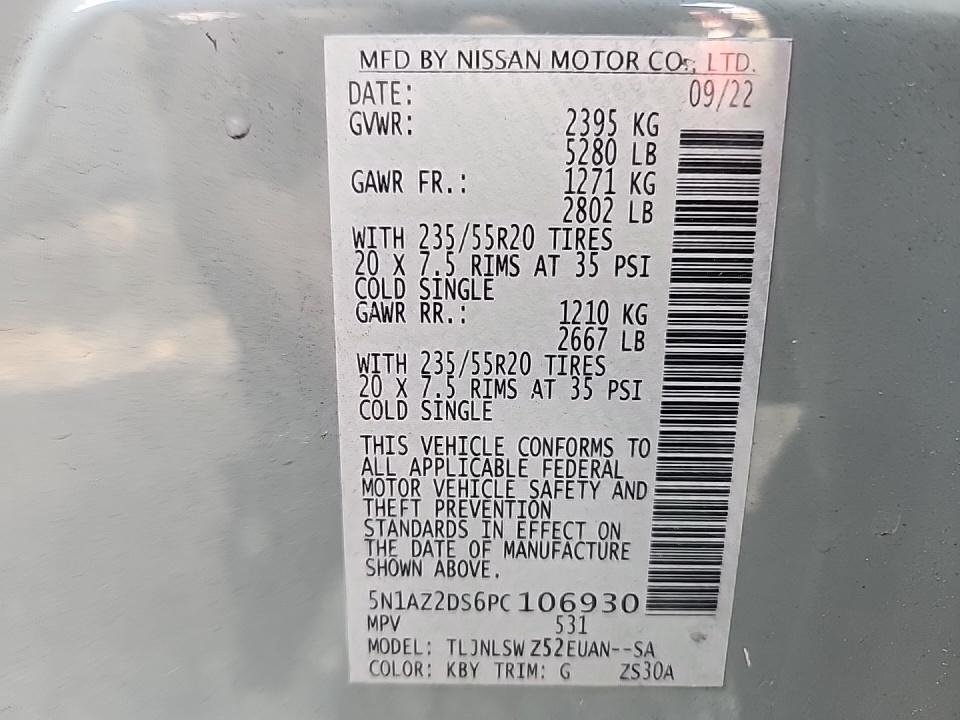 MFD BY NISSAN MOTOR CO., LTD.
DATE: 09/22
GVWR: 2395 KG
5280 LB
GAWR FR.: 1271 KG
2802 LB
WITH 235/55R20 TIRES
20 X 7.5 RIMS AT 35 PSI
COLD SINGLE
GAWR RR.: 1210 KG
2667 LB
WITH 235/55R20 TIRES
20 X 7.5 RIMS AT 35 PSI
COLD SINGLE
THIS VEHICLE CONFORMS TO
ALL APPLICABLE FEDERAL
MOTOR VEHICLE SAFETY AND
THEFT PREVENTION
STANDARDS IN EFFECT ON
THE DATE OF MANUFACTURE
SHOWN ABOVE.
5N1AZ2DS6PC106930
MPV 531
MODEL: TLJNLSWZ52EUAN--SA
COLOR: KBY TRIM: G ZS30A